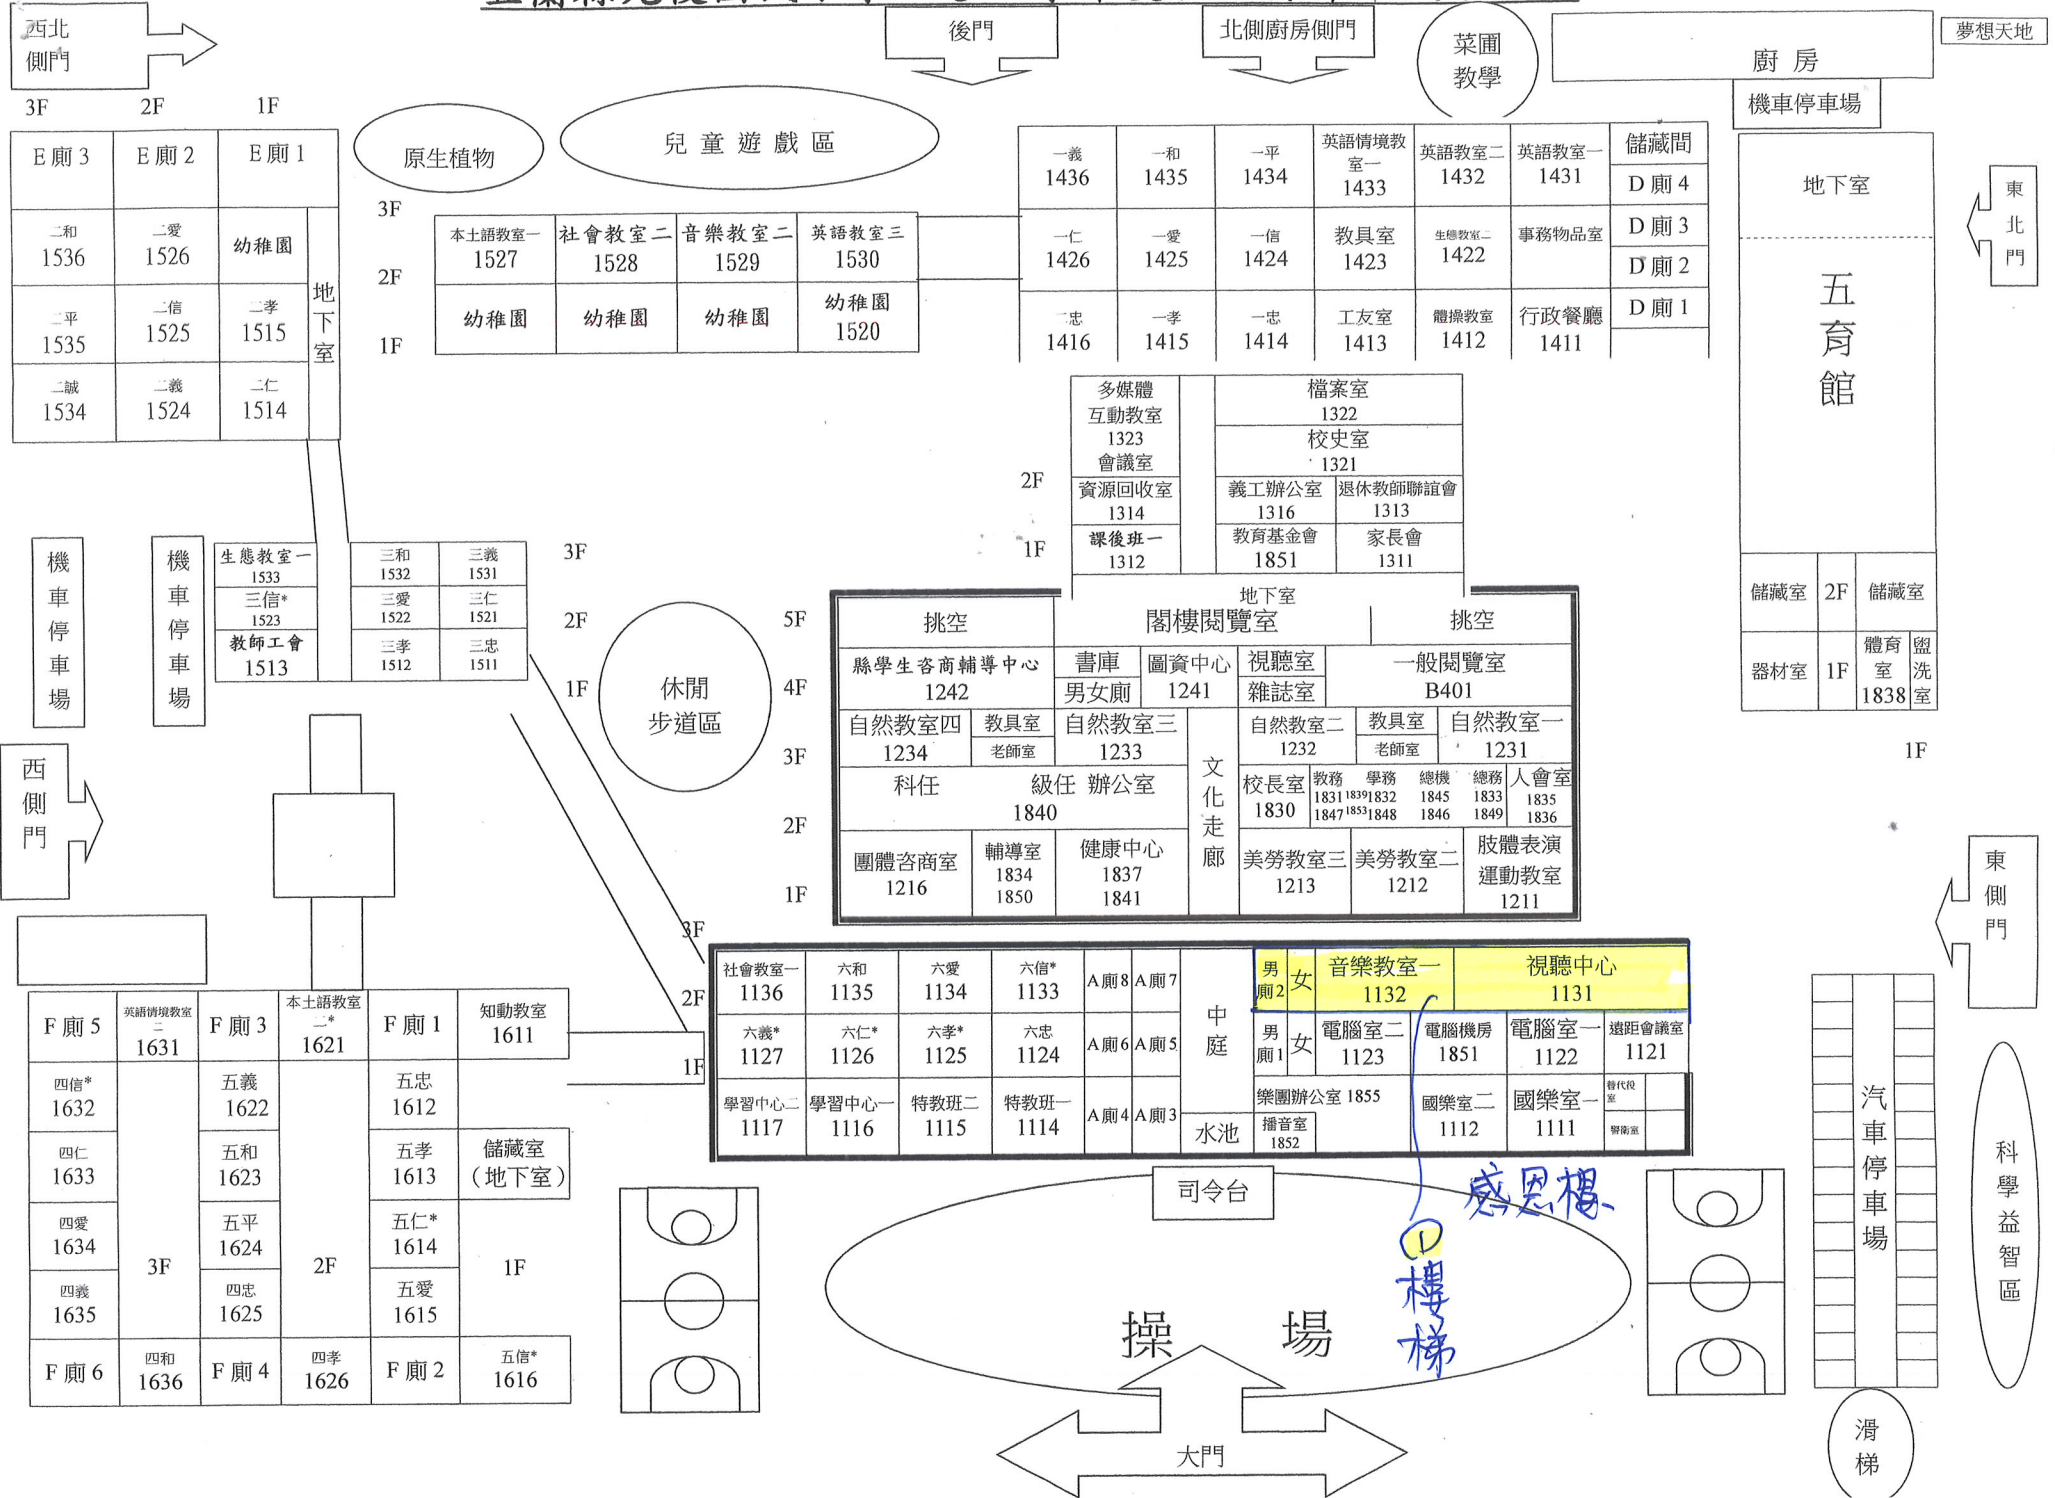 西北
側門
後門
北側廚房側門
菜圃
教學
廚 房
夢想天地
機車停車場
3F
2F
1F
E 廁 3
E 廁 2
E 廁 1
二和
1536
二愛
1526
幼稚園
二平
1535
二信
1525
二孝
1515
二誠
1534
二義
1524
二仁
1514
地下室
原生植物
兒 童 遊 戲 區
3F
2F
1F
本土語教室一
1527
社會教室二
1528
音樂教室二
1529
英語教室三
1530
幼稚園
幼稚園
幼稚園
幼稚園
1520
一義
1436
一和
1435
一平
1434
英語情境教
室一
1433
英語教室二
1432
英語教室一
1431
儲藏間
D 廁 4
一仁
1426
一愛
1425
一信
1424
教具室
1423
生態教室二
1422
事務物品室
D 廁 3
D 廁 2
二忠
1416
一孝
1415
一忠
1414
工友室
1413
體操教室
1412
行政餐廳
1411
D 廁 1
地下室
五育館
儲藏室
2F
儲藏室
器材室
1F
體育
室
1838
盥洗室
1F
東北門
多媒體
互動教室
1323
會議室
檔案室
1322
校史室
1321
2F
資源回收室
1314
義工辦公室
1316
退休教師聯誼會
1313
1F
課後班一
1312
教育基金會
1851
家長會
1311
地下室
機車停車場
機車停車場
生態教室一
1533
三和
1532
三義
1531
三信*
1523
三愛
1522
三仁
1521
教師工會
1513
三孝
1512
三忠
1511
3F
2F
1F
休閒
步道區
西側門
5F
挑空
閣樓閱覽室
挑空
4F
縣學生咨商輔導中心
1242
書庫
男女廁
圖資中心
1241
視聽室
雜誌室
一般閱覽室
B401
3F
自然教室四
1234
教具室
老師室
自然教室三
1233
自然教室二
1232
教具室
老師室
自然教室一
1231
文化走廊
2F
科任
級任 辦公室
1840
校長室
1830
教務
1831
1847
1839
1853
學務
1832
1848
總機
1845
1846
總務
1833
1849
人會室
1835
1836
1F
團體咨商室
1216
輔導室
1834
1850
健康中心
1837
1841
美勞教室三
1213
美勞教室二
1212
肢體表演
運動教室
1211
東側門
3F
2F
1F
社會教室一
1136
六和
1135
六愛
1134
六信*
1133
A廁8
A廁7
中庭
男
廁2
女
音樂教室一
1132
視聽中心
1131
六義*
1127
六仁*
1126
六孝*
1125
六忠
1124
A廁6
A廁5
男
廁1
女
電腦室二
1123
電腦機房
1851
電腦室一
1122
遠距會議室
1121
學習中心二
1117
學習中心一
1116
特教班二
1115
特教班一
1114
A廁4
A廁3
水池
樂團辦公室 1855
播音室
1852
國樂室二
1112
國樂室一
1111
替代役
室
警衛室
F 廁 5
英語情境教室
二
1631
F 廁 3
本土語教室
二*
1621
F 廁 1
知動教室
1611
四信*
1632
五義
1622
五忠
1612
四仁
1633
五和
1623
五孝
1613
儲藏室
（地下室）
四愛
1634
五平
1624
五仁*
1614
3F
2F
1F
四義
1635
四忠
1625
五愛
1615
F 廁 6
四和
1636
F 廁 4
四孝
1626
F 廁 2
五信*
1616
司令台
操 場
大門
感恩樓
D
樓
梯
汽車停車場
科學益智區
滑
梯